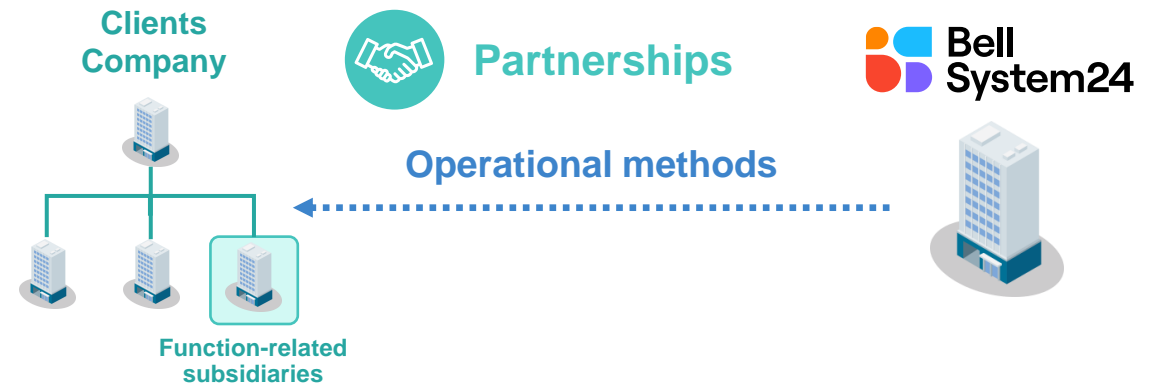 Clients
Company
Partnerships
Bell
System24
Operational methods
Function-related
subsidiaries